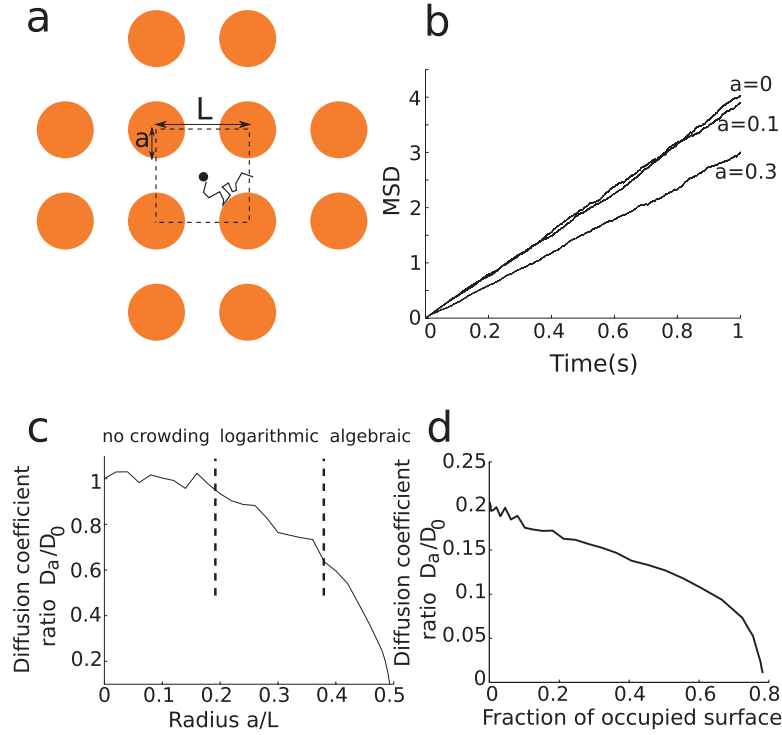 a
L
a
b
MSD
4
3
2
1
0
a=0
a=0.1
a=0.3
0 0.2 0.4 0.6 0.8 1
Time(s)
c
no crowding logarithmic algebraic
Diffusion coefficient
ratio Dₐ/D₀
1
0.8
0.6
0.4
0.2
0 0.1 0.2 0.3 0.4 0.5
Radius a/L
d
Diffusion coefficient
ratio Dₐ/D₀
0.25
0.2
0.15
0.1
0.05
0
0 0.2 0.4 0.6 0.8
Fraction of occupied surface